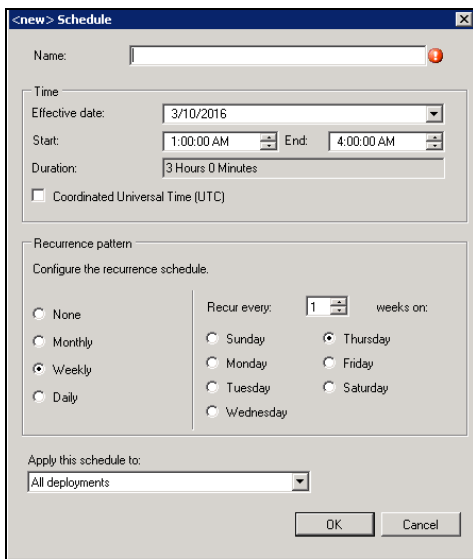 <new> Schedule
Name:
Time
Effective date: 3/10/2016
Start: 1:00:00 AM End: 4:00:00 AM
Duration: 3 Hours 0 Minutes
Coordinated Universal Time (UTC)
Recurrence pattern
Configure the recurrence schedule.
None
Monthly
Weekly
Daily
Recur every: 1 weeks on:
Sunday Thursday
Monday Friday
Tuesday Saturday
Wednesday
Apply this schedule to:
All deployments
OK Cancel